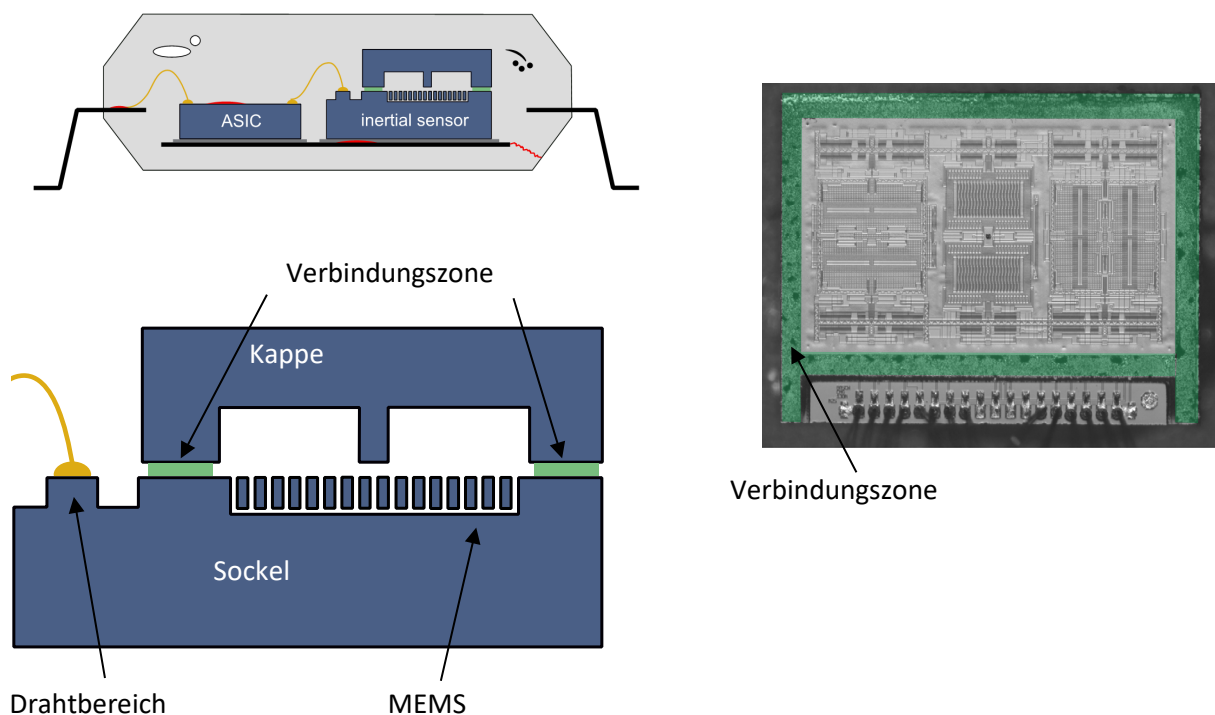 ASIC
inertial sensor
Verbindungszone
Kappe
Sockel
Drahtbereich
MEMS
Verbindungszone